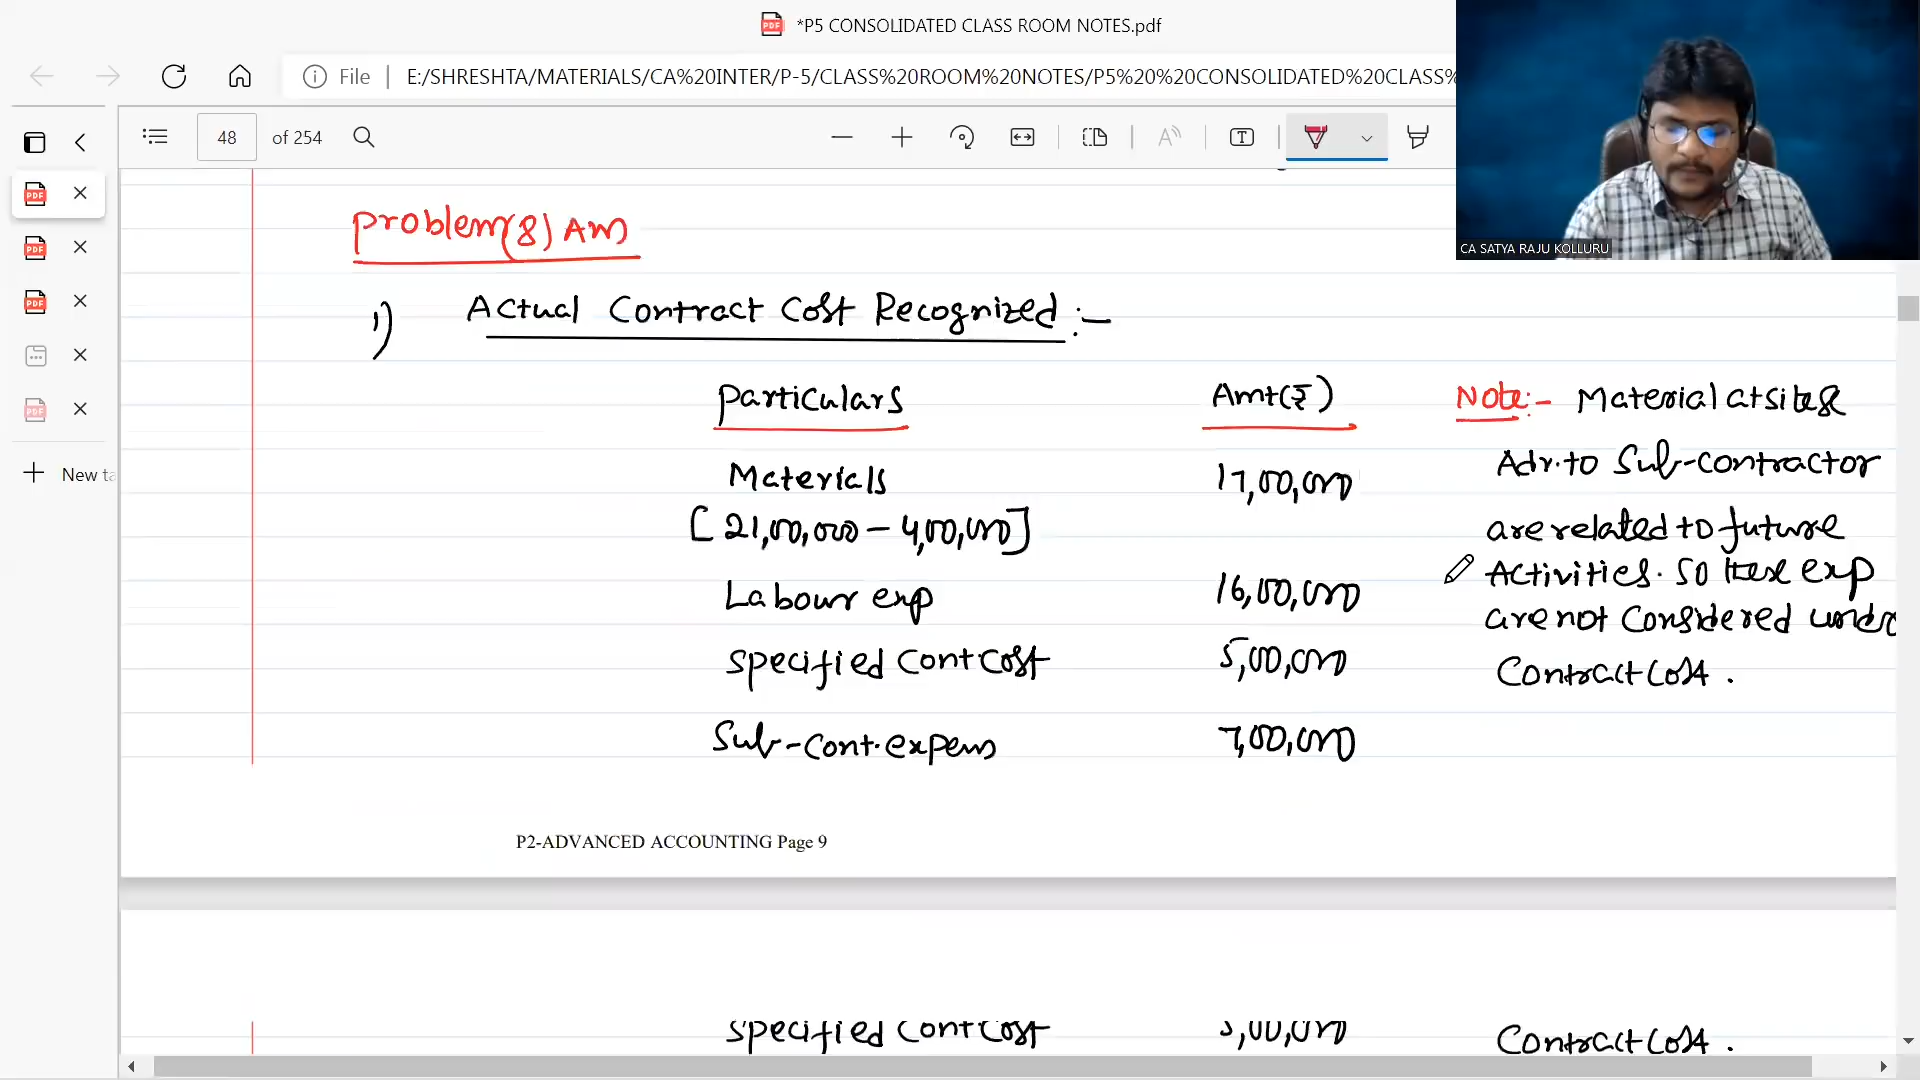 *P5 CONSOLIDATED CLASS ROOM NOTES.pdf
File
E:/SHRESHTA/MATERIALS/CA%20INTER/P-5/CLASS%20ROOM%20NOTES/P5%20%20CONSOLIDATED%20CLASS%
48 of 254
New ta
CA SATYA RAJU KOLLURU
Problem(8) Ans
1) Actual Contract Cost Recognized :-
Particulars Amt(₹)
Materials 17,00,000
[21,00,000 – 4,00,000]
Labour exp 16,00,000
Specified Cont Cost 5,00,000
Sub-Cont. expens 7,00,000
Note:- Material at site &
Adv. to Sub-contractor
are related to future
Activities. So these exp
are not Considered under
Contract Cost.
P2-ADVANCED ACCOUNTING Page 9
Specified Cont Cost 5,00,000
Contract Cost.